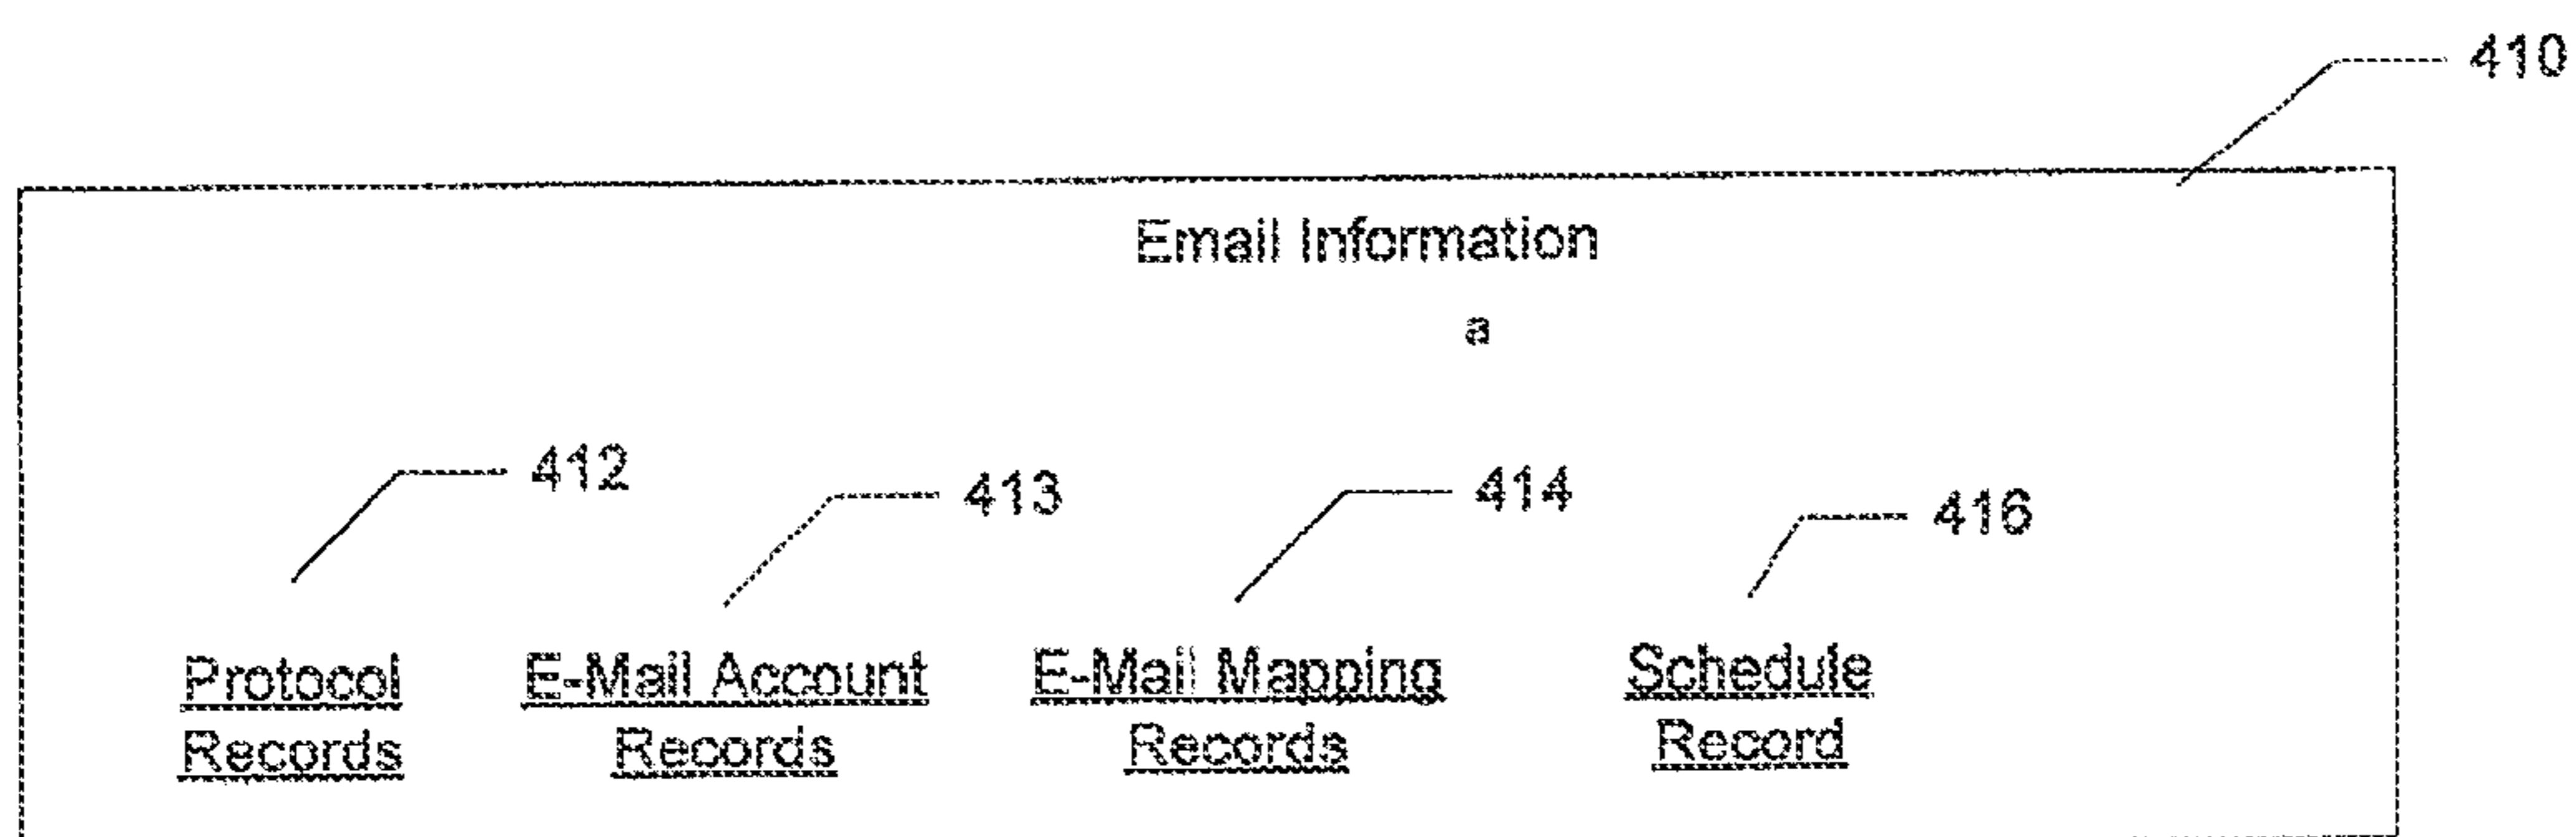 410
Email Information
a
412
413
414
416
Protocol E-Mail Account E-Mail Mapping Schedule
Records Records Records Record